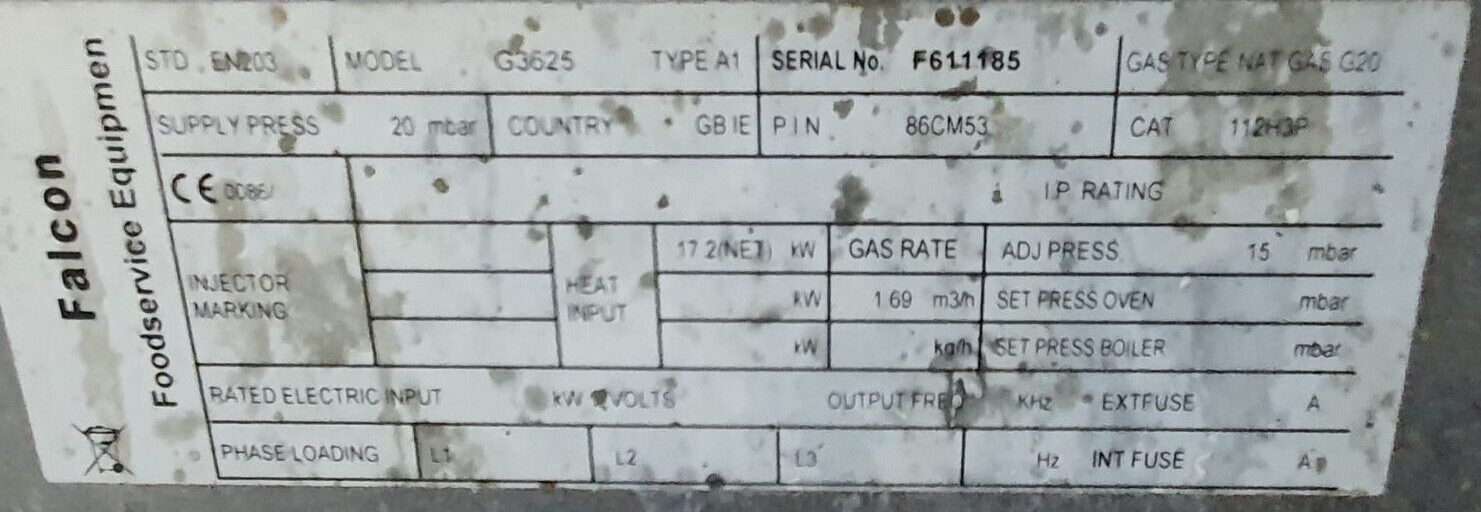 Falcon
Foodservice Equipmen
STD EN203 MODEL G3625 TYPE A1 SERIAL No. F611185 GAS TYPE NAT GAS G20
SUPPLY PRESS 20 mbar COUNTRY GB IE P I N 86CM53 CAT 112H3P
CE 0086/ I.P. RATING
INJECTOR MARKING HEAT INPUT
17 2(NET) kW GAS RATE ADJ PRESS 15 mbar
kW 1 69 m3/h SET PRESS OVEN mbar
kW kg/h SET PRESS BOILER mbar
RATED ELECTRIC INPUT kW VOLTS OUTPUT FREQ KHz EXTFUSE A
PHASE LOADING L1 L2 L3 Hz INT FUSE A